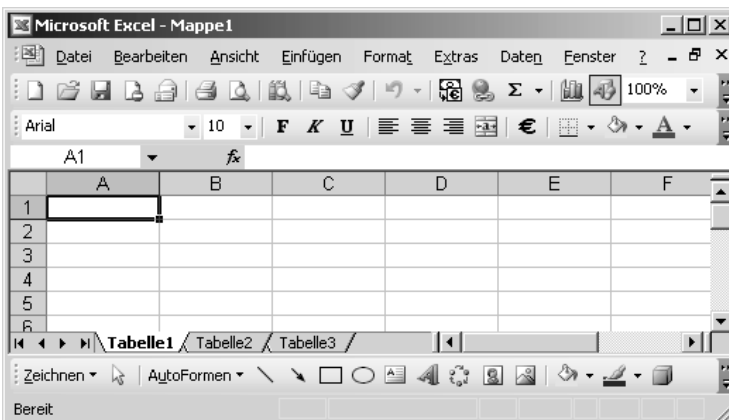 Microsoft Excel - Mappe1
Datei Bearbeiten Ansicht Einfügen Format Extras Daten Fenster ?
Σ 100%
Arial 10 F K U €
A1 fx
A B C D E F
1
2
3
4
5
6
Tabelle1 Tabelle2 Tabelle3
Zeichnen AutoFormen
Bereit